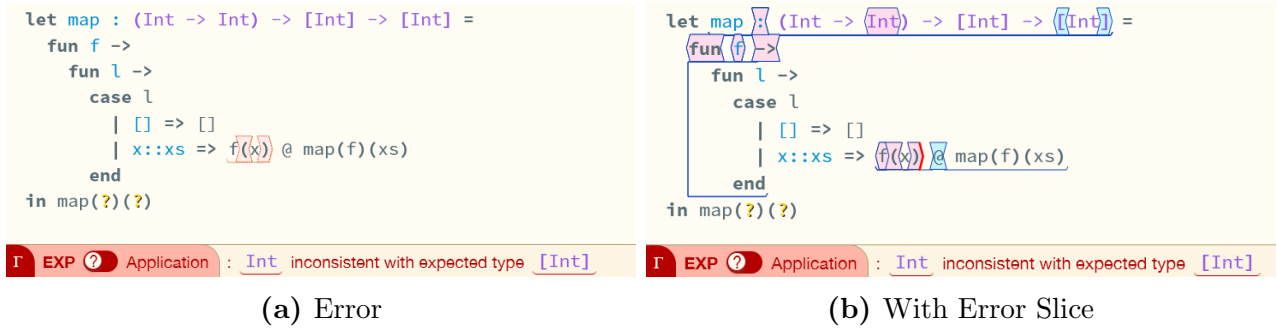 let map : (Int -> Int) -> [Int] -> [Int] =
fun f ->
fun l ->
case l
| [] => []
| x::xs => f(x) @ map(f)(xs)
end
in map(?)(?)
Γ EXP ? Application : Int inconsistent with expected type [Int]
(a) Error
let map : (Int -> Int) -> [Int] -> [Int] =
fun f ->
fun l ->
case l
| [] => []
| x::xs => f(x) @ map(f)(xs)
end
in map(?)(?)
Γ EXP ? Application : Int inconsistent with expected type [Int]
(b) With Error Slice